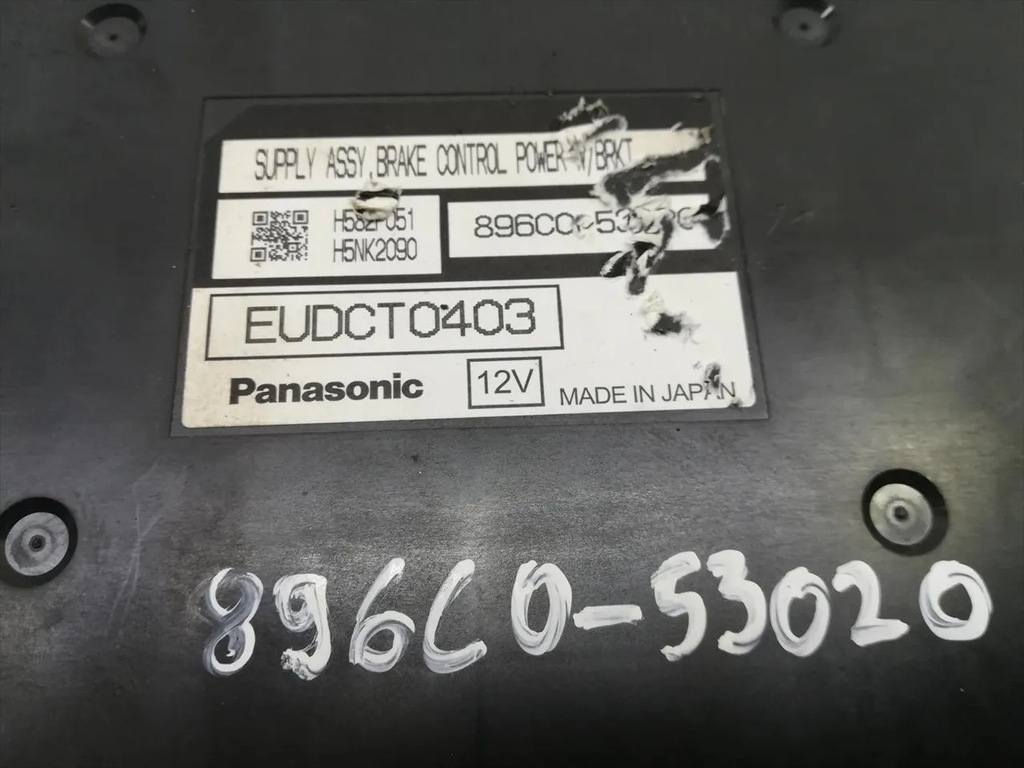 SUPPLY ASSY, BRAKE CONTROL POWER W/BRKT
H582F051
H5NK2090
EUDCT0403
Panasonic
12V
MADE IN JAPAN
896C0-53020